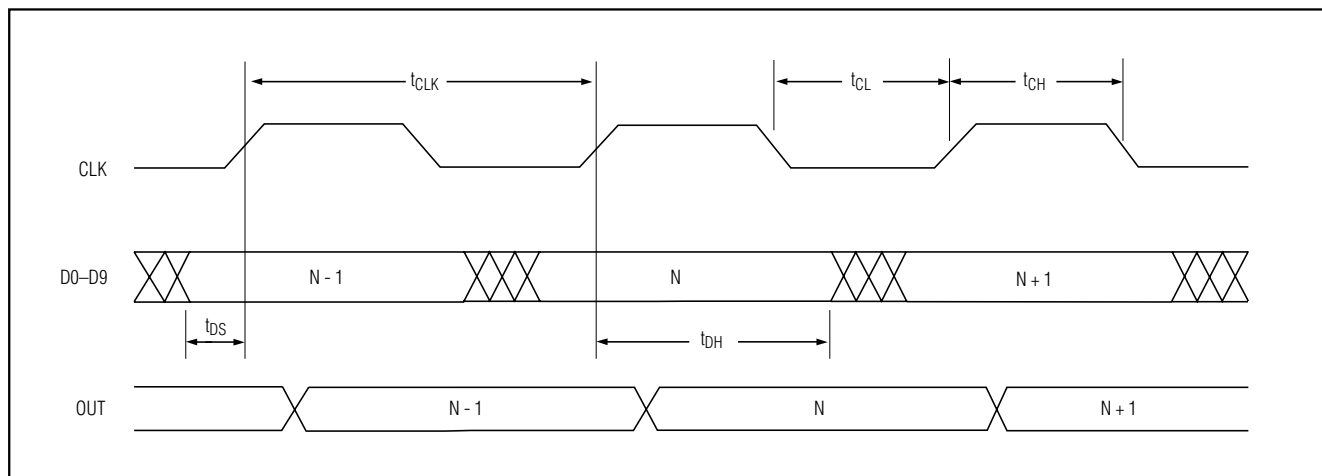 tCLK
tCL
tCH
CLK
D0–D9
N - 1
N
N + 1
tDS
tDH
OUT
N - 1
N
N + 1